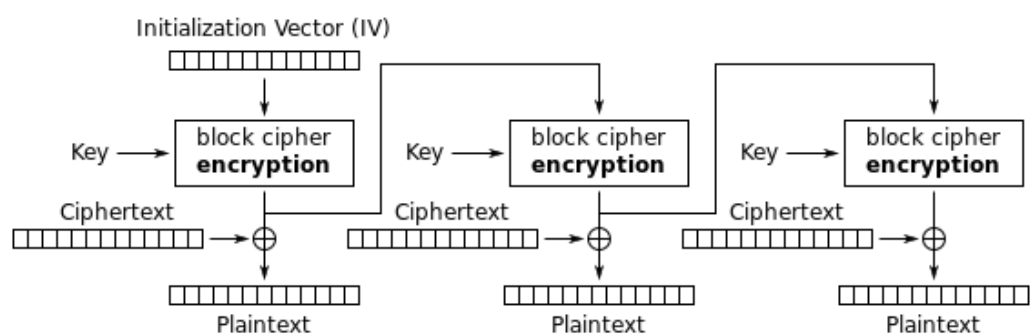 Initialization Vector (IV)
Key
block cipher
encryption
Ciphertext
Plaintext
Key
block cipher
encryption
Ciphertext
Plaintext
Key
block cipher
encryption
Ciphertext
Plaintext